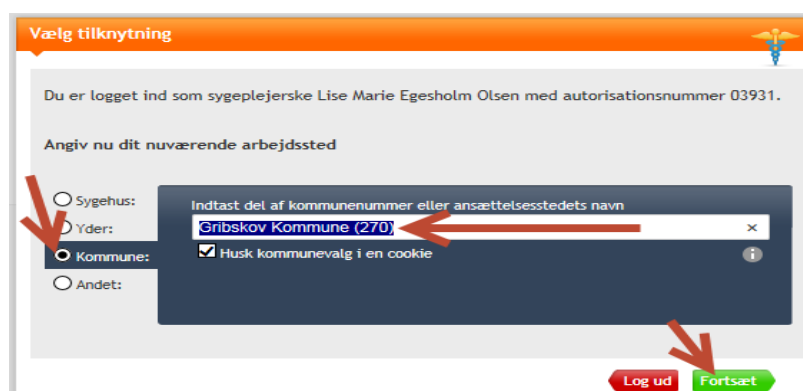 Vælg tilknytning
Du er logget ind som sygeplejerske Lise Marie Egesholm Olsen med autorisationsnummer 03931.
Angiv nu dit nuværende arbejdssted
Sygehus:
Yder:
Kommune:
Andet:
Indtast del af kommunenummer eller ansættelsesstedets navn
Gribskov Kommune (270)
Husk kommunevalg i en cookie
Log ud
Fortsæt